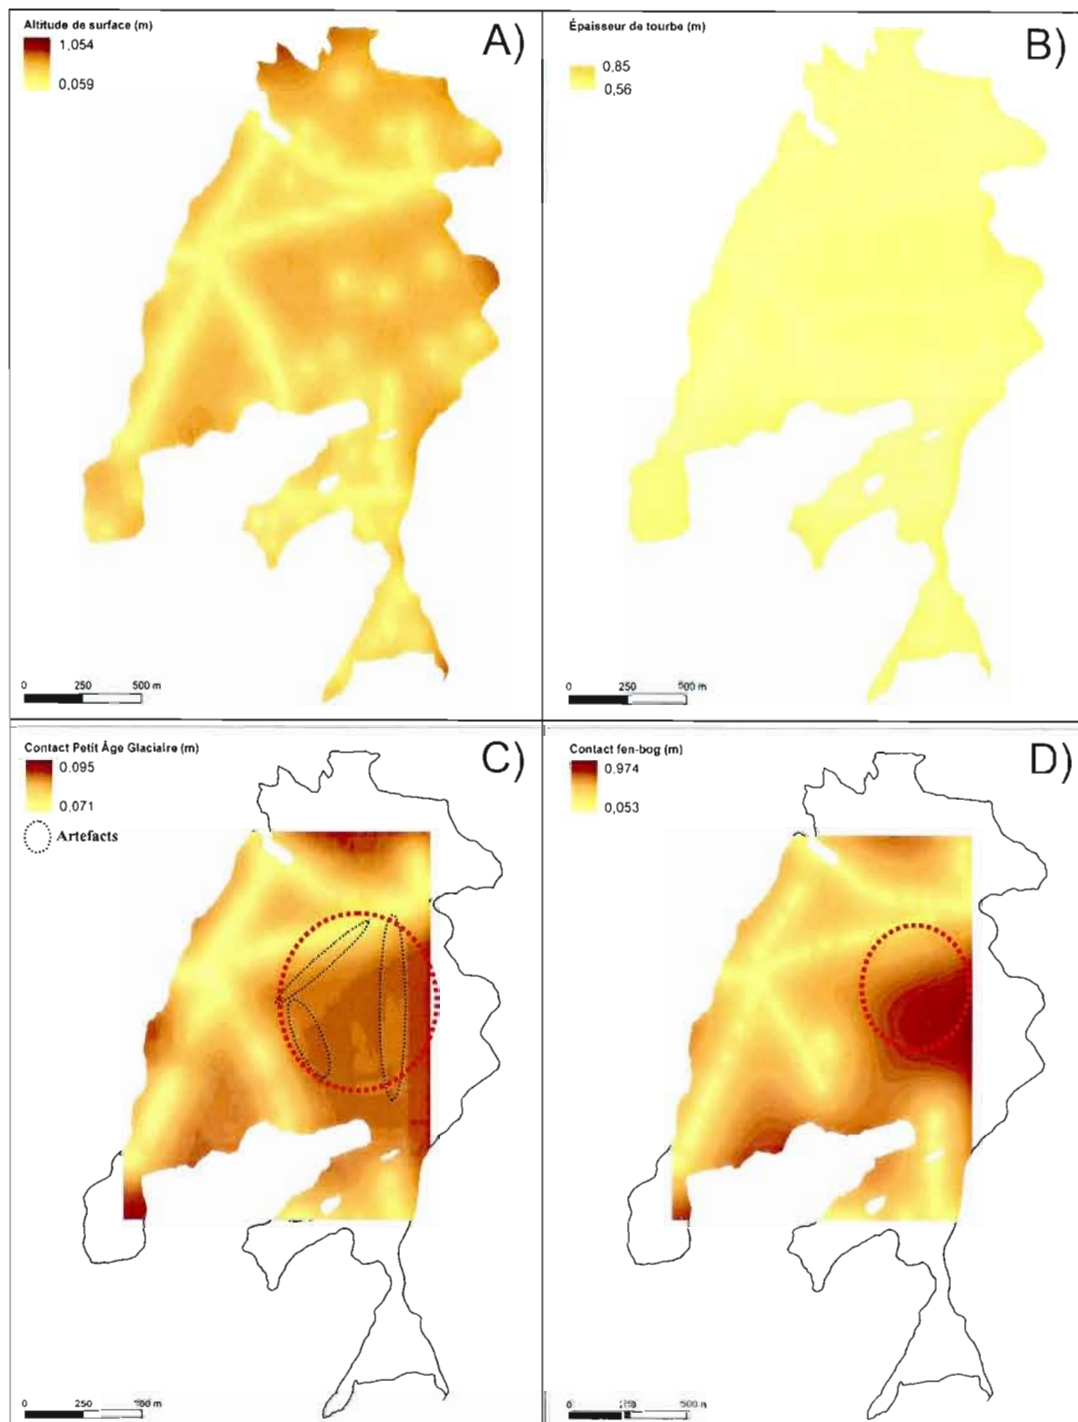 Altitude de surface (m)
A)
1,054
0,059
0
250
500 m
Épaisseur de tourbe (m)
B)
0.85
0,56
0
250
500 m
Contact Petit Âge Glaciaire (m)
C)
0.095
0,071
Artefacts
0
250
500 m
Contact fen-bog (m)
D)
0.974
0,053
0
250
500 m